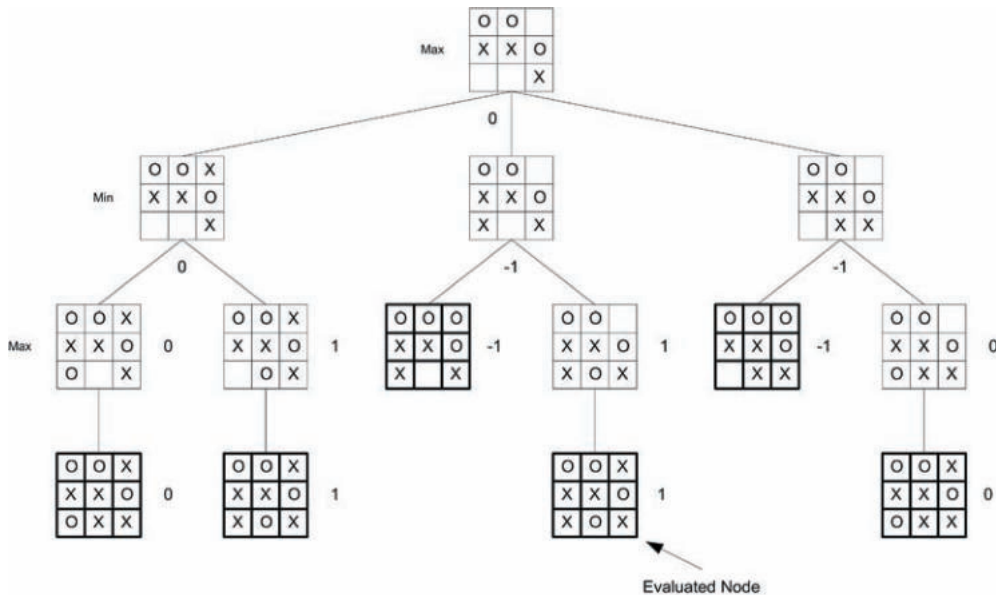 O O
Max X X O
X
0
O O X O O O O
Min X X O X X O X X O
X X X X X
0 -1 -1
O O X O O X O O O O O O O O O O
Max X X O 0 X X O 1 X X O -1 X X O 1 X X O -1 X X O 0
O X O X X X X O X X X O X X
O O X O O X O O X O O X
X X O 0 X X O 1 X X O 1 X X O 0
O X X X O X X O X O X X
Evaluated Node